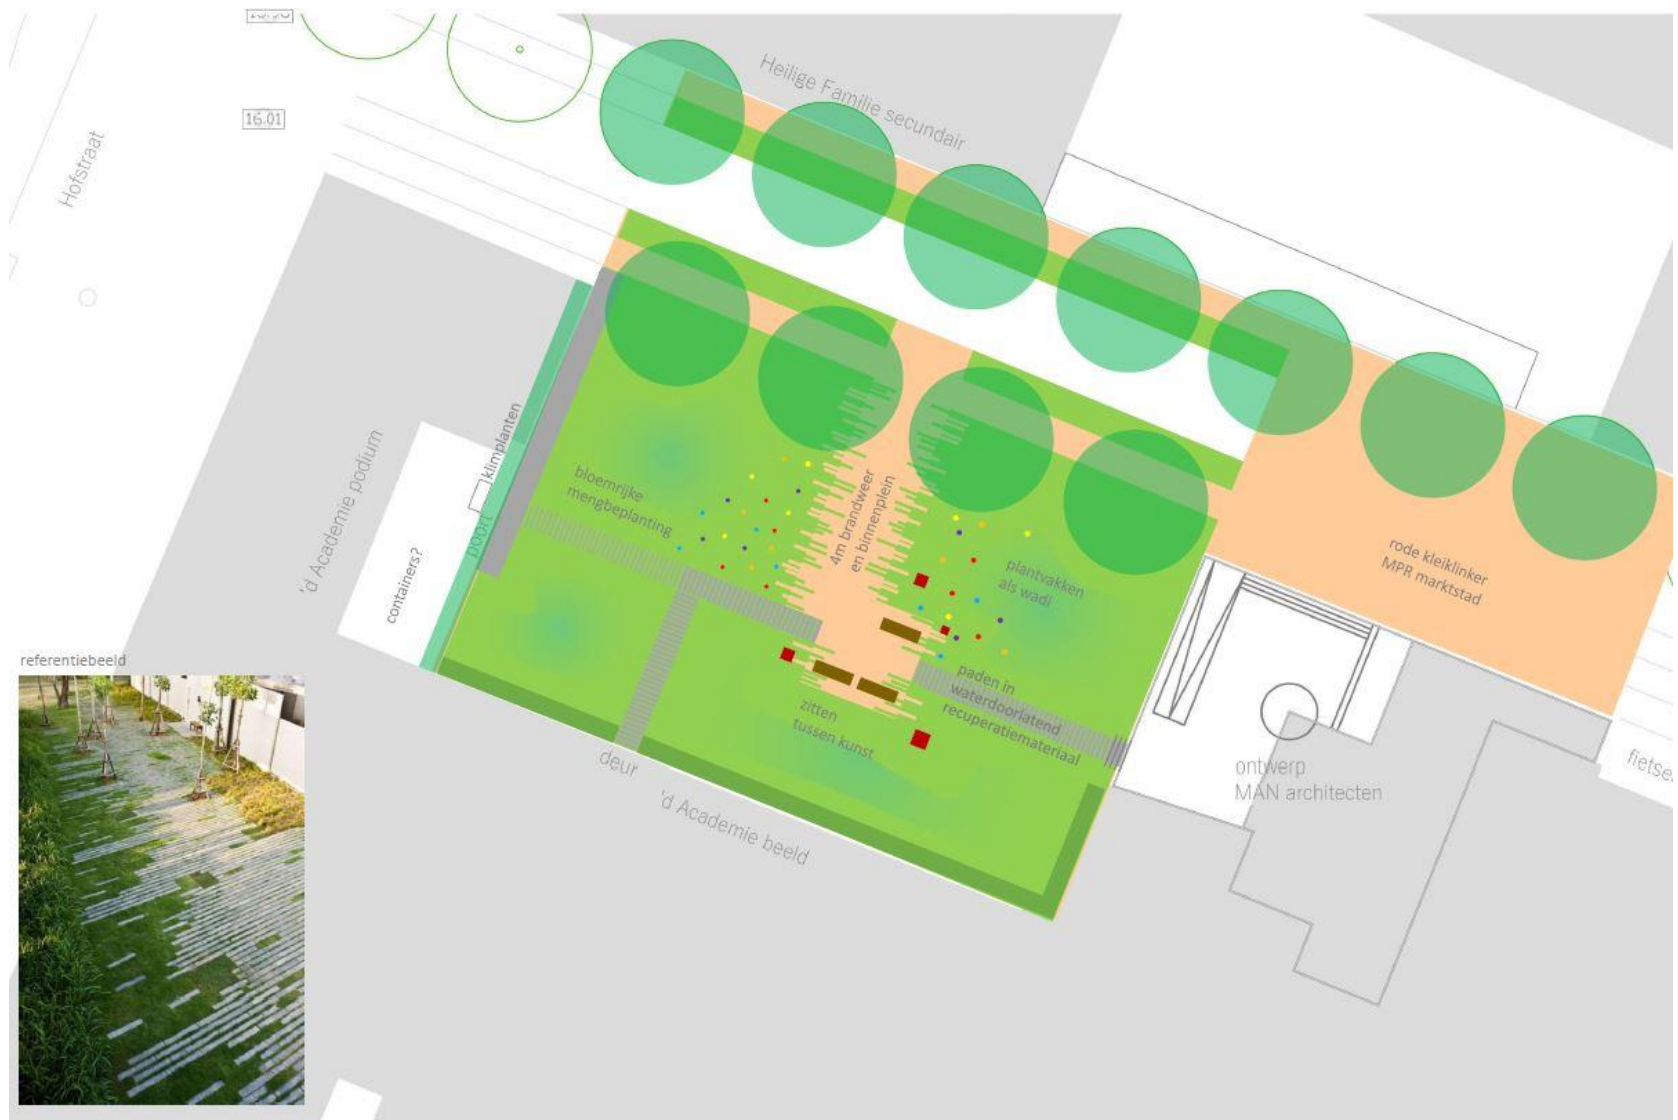 16.01
Hofstraat
Heilige Familie secundair
'd Academie podium
klimplanten
poort
containers?
bloemrijke
mengbeplanting
4m brandweer
en binnenplein
plantvakken
als wadi
rode kleiklinker
MPR marktstad
paden in
waterdoorlatend
recuperatiemateriaal
zitten
tussen kunst
deur
'd Academie beeld
ontwerp
MAN architecten
referentiebeeld